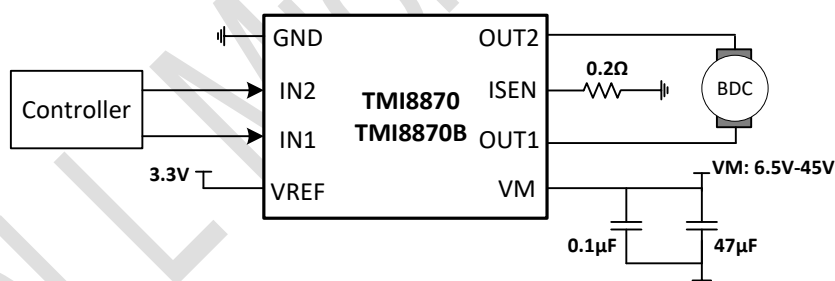 GND
OUT2
Controller
IN2
TMI8870
TMI8870B
ISEN
0.2Ω
BDC
IN1
OUT1
3.3V
VREF
VM
VM: 6.5V-45V
0.1μF
47μF